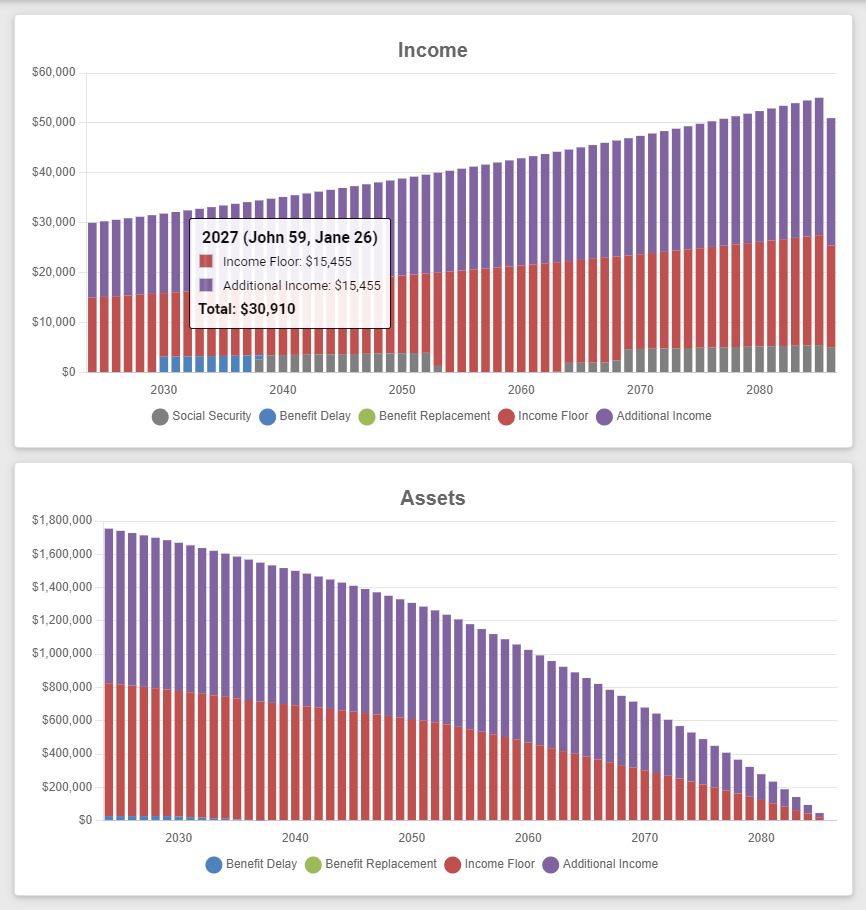 Income
$60,000
$50,000
$40,000
$30,000
$20,000
$10,000
$0
2027 (John 59, Jane 26)
Income Floor: $15,455
Additional Income: $15,455
Total: $30,910
2030 2040 2050 2060 2070 2080
Social Security Benefit Delay Benefit Replacement Income Floor Additional Income
Assets
$1,800,000
$1,600,000
$1,400,000
$1,200,000
$1,000,000
$800,000
$600,000
$400,000
$200,000
$0
2030 2040 2050 2060 2070 2080
Benefit Delay Benefit Replacement Income Floor Additional Income